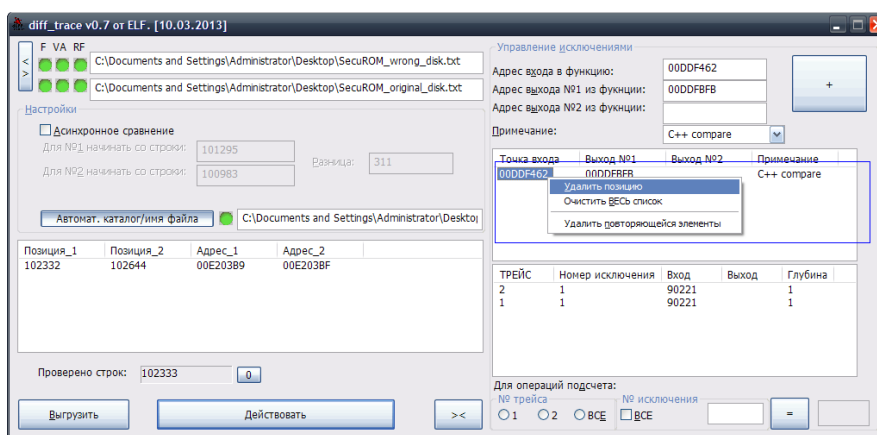 diff_trace v0.7 от ELF. [10.03.2013]
F VA RF
< >
C:\Documents and Settings\Administrator\Desktop\SecuROM_wrong_disk.txt
C:\Documents and Settings\Administrator\Desktop\SecuROM_original_disk.txt
Настройки
Асинхронное сравнение
Для №1 начинать со строки: 101295
Для №2 начинать со строки: 100983
Разница: 311
Автомат. каталог/имя файла
C:\Documents and Settings\Administrator\Desktop
Позиция_1 Позиция_2 Адрес_1 Адрес_2
102332 102644 00E203B9 00E203BF
Проверено строк: 102333 0
Выгрузить Действовать ><
Управление исключениями
Адрес входа в функцию: 00DDF462
Адрес выхода №1 из фукнции: 00DDFBFB
Адрес выхода №2 из фукнции:
+
Примечание: C++ compare
Точка входа Выход №1 Выход №2 Примечание
00DDF462 00DDFBFB C++ compare
Удалить позицию
Очистить ВЕСЬ список
Удалить повторяющейся элементы
ТРЕЙС Номер исключения Вход Выход Глубина
2 1 90221 1
1 1 90221 1
Для операций подсчета:
№ трейса № исключения
1 2 ВСЕ ВСЕ =